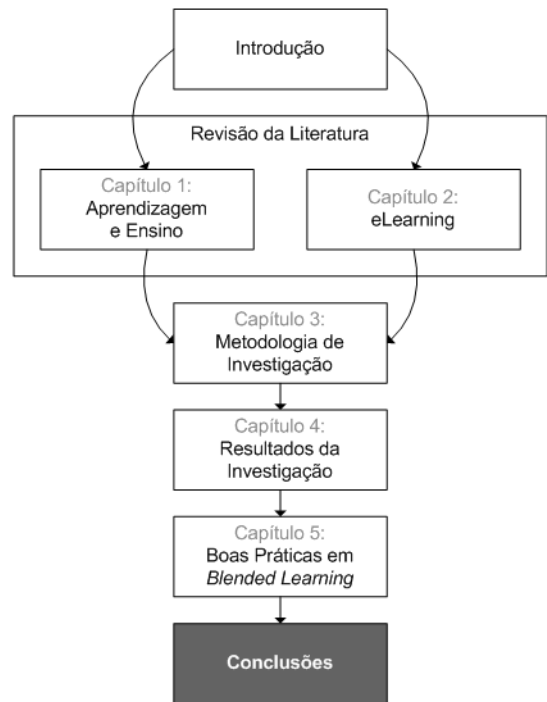 Introdução
Revisão da Literatura
Capítulo 1:
Aprendizagem
e Ensino
Capítulo 2:
eLearning
Capítulo 3:
Metodologia de
Investigação
Capítulo 4:
Resultados da
Investigação
Capítulo 5:
Boas Práticas em
Blended Learning
Conclusões